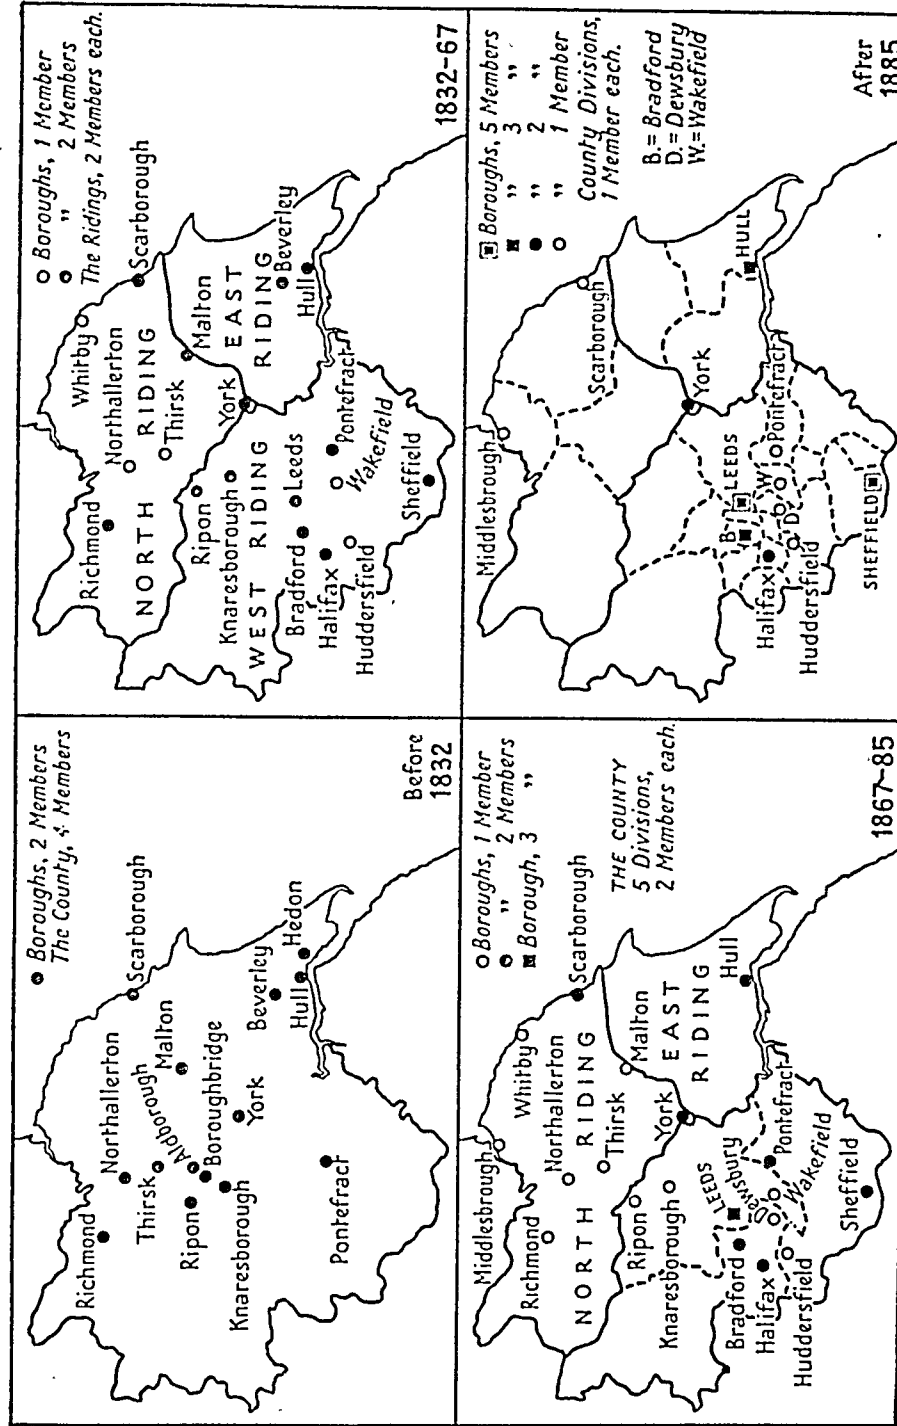 Boroughs, 2 Members
The County, 4 Members
Richmond
Northallerton
Thirsk
Aldborough
Malton
Scarborough
Ripon
Boroughbridge
Knaresborough
York
Beverley
Hull
Hedon
Pontefract
Before
1832
Boroughs, 1 Member
" 2 Members
The Ridings, 2 Members each.
Whitby
Northallerton
Richmond
Scarborough
NORTH RIDING
Thirsk
Malton
Ripon
York
EAST
RIDING
Knaresborough
WEST RIDING
Leeds
Beverley
Hull
Bradford
Halifax
Pontefract
Wakefield
Huddersfield
Sheffield
1832-67
Boroughs, 1 Member
" 2 Members
Borough, 3 "
THE COUNTY
5 Divisions,
2 Members each.
Middlesbrough
Whitby
Richmond
Northallerton
Scarborough
NORTH RIDING
Thirsk
Malton
Ripon
York
EAST
RIDING
Knaresborough
LEEDS
Hull
Bradford
Dewsbury
Pontefract
Halifax
Wakefield
Huddersfield
Sheffield
1867-85
Boroughs, 5 Members
" 3 "
" 2 "
" 1 Member
County Divisions,
1 Member each.
B.=Bradford
D.=Dewsbury
W.=Wakefield
Middlesbrough
Scarborough
York
B
LEEDS
HULL
Halifax
D
W
Pontefract
Huddersfield
SHEFFIELD
After
1885